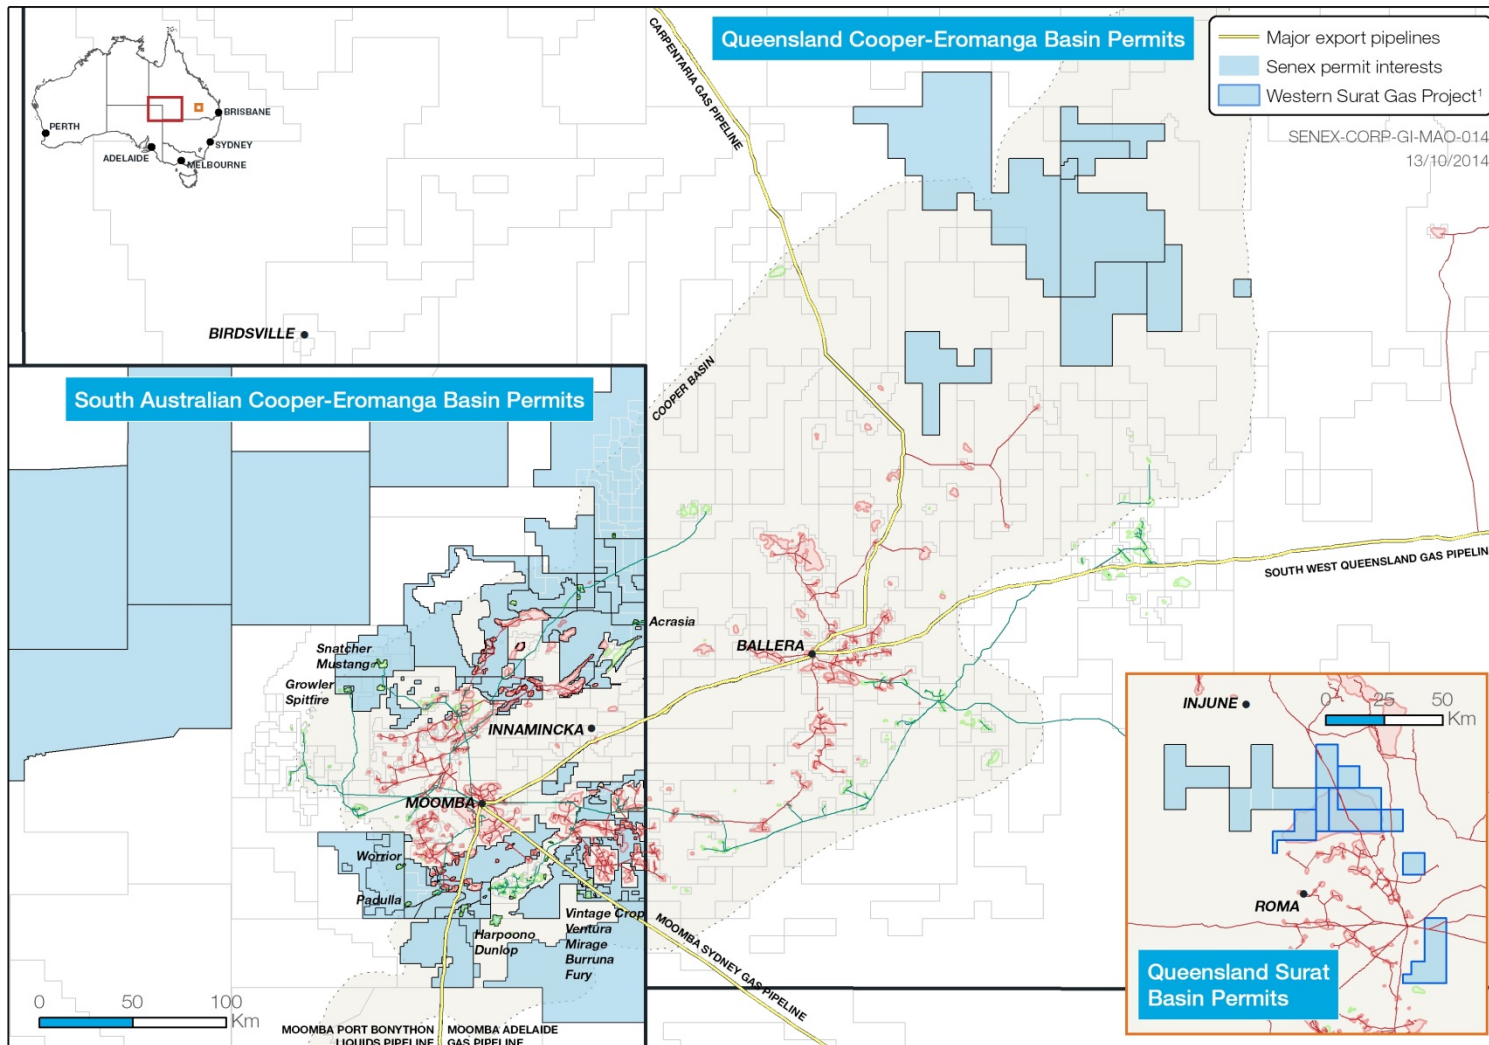 Queensland Cooper-Eromanga Basin Permits
Major export pipelines
Senex permit interests
Western Surat Gas Project¹
SENEX-CORP-GI-MAO-014
13/10/2014
PERTH
ADELAIDE
MELBOURNE
SYDNEY
BRISBANE
CARPENTARIA GAS PIPELINE
BIRDSVILLE
COOPER BASIN
South Australian Cooper-Eromanga Basin Permits
SOUTH WEST QUEENSLAND GAS PIPELIN
Acrasia
BALLERA
Snatcher
Mustang
Growler
Spitfire
INNAMINCKA
MOOMBA
Worrior
Padulla
Harpoono
Dunlop
Vintage Crop
Ventura
Mirage
Burruna
Fury
MOOMBA SYDNEY GAS PIPELINE
0 50 100
Km
MOOMBA PORT BONYTHON
LIQUIDS PIPELINE
MOOMBA ADELAIDE
GAS PIPELINE
INJUNE
0 25 50
Km
ROMA
Queensland Surat
Basin Permits